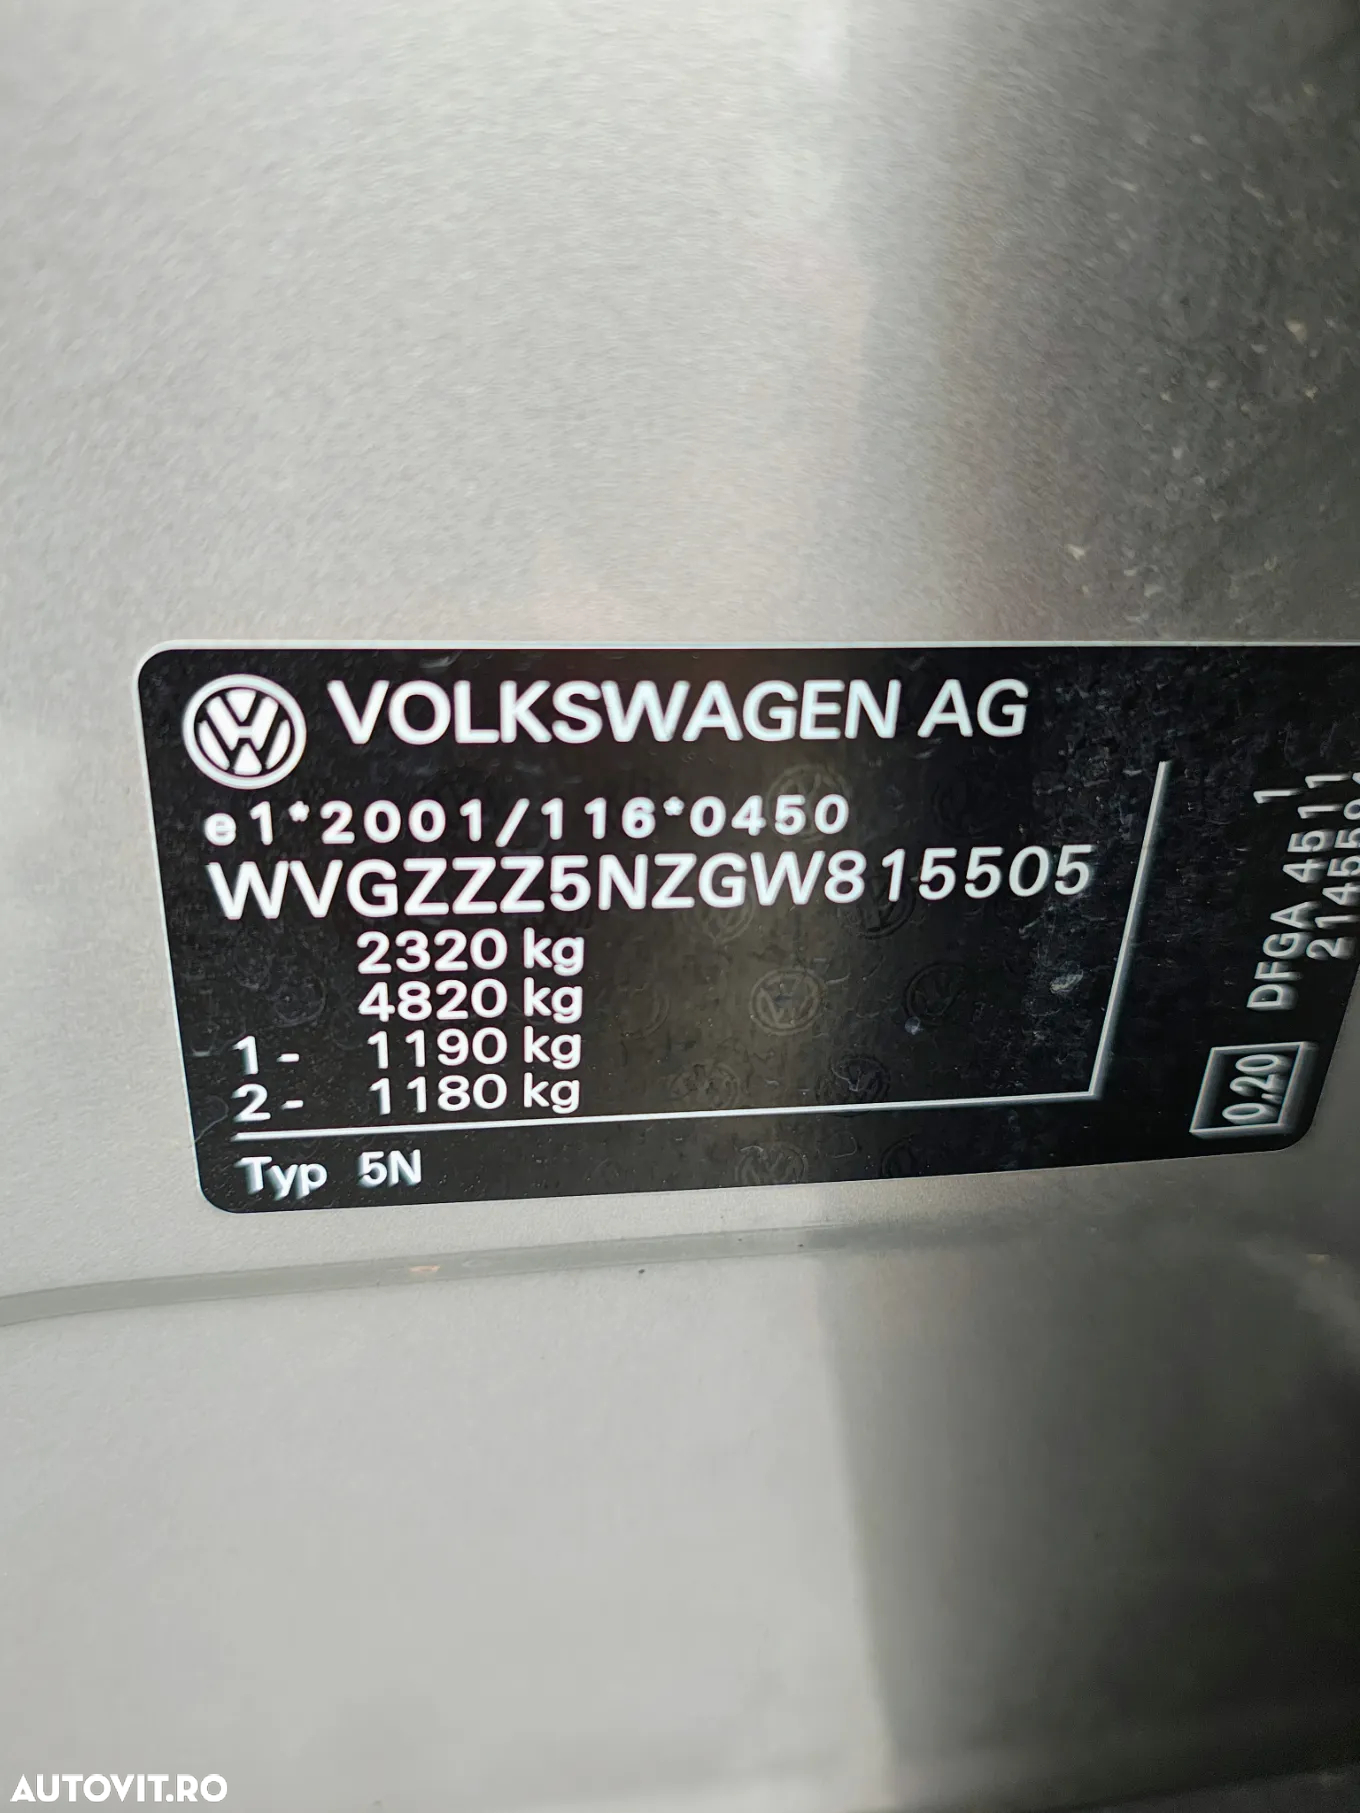 VOLKSWAGEN AG
e1*2001/116*0450
WVGZZZ5NZGW815505
2320 kg
4820 kg
1- 1190 kg
2- 1180 kg
Typ 5N
1
DFGA 4511
0,20
AUTOVIT.RO